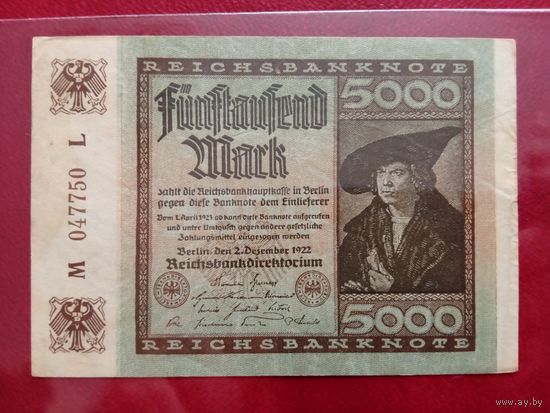 REICHSBANKNOTE
5000
Fünftausend
Mark
Zahlt die Reichsbankhauptkasse in Berlin
gegen diese Banknote dem Einlieferer
Vom 1. April 1923 ab kann diese Banknote aufgerufen
und unter Umtausch gegen andere gesetzliche
Zahlungsmittel eingezogen werden
Berlin, den 2. Dezember 1922
Reichsbankdirektorium
5000
REICHSBANKNOTE
M 047750 L
www.ay.by